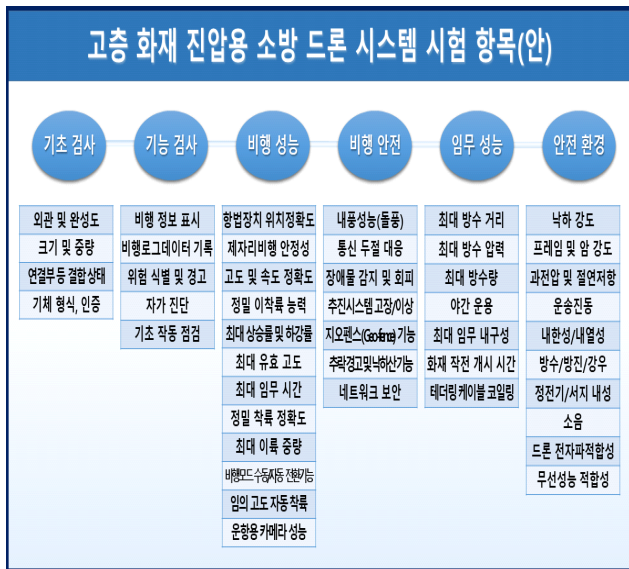 고층 화재 진압용 소방 드론 시스템 시험 항목(안)
기초 검사
기능 검사
비행 성능
비행 안전
임무 성능
안전 환경
외관 및 완성도
크기 및 중량
연결부등 결합상태
기체 형식, 인증
비행 정보 표시
비행로그데이터 기록
위험 식별 및 경고
자가 진단
기초 작동 점검
항법장치 위치정확도
제자리비행 안정성
고도 및 속도 정확도
정밀 이착륙 능력
최대 상승률 및 하강률
최대 유효 고도
최대 임무 시간
정밀 착륙 정확도
최대 이륙 중량
비행모드 수동/자동 전환기능
임의 고도 자동 착륙
운항용 카메라 성능
내풍성능(돌풍)
통신 두절 대응
장애물 감지 및 회피
추진시스템 고장/이상
지오펜스(Geo-fence) 기능
추락경고 및 낙하산 기능
네트워크 보안
최대 방수 거리
최대 방수 압력
최대 방수량
야간 운용
최대 임무 내구성
화재 작전 개시 시간
테더링 케이블 코일링
낙하 강도
프레임 및 암 강도
과전압 및 절연저항
운송진동
내한성/내열성
방수/방진/강우
정전기/서지 내성
소음
드론 전자파적합성
무선성능 적합성